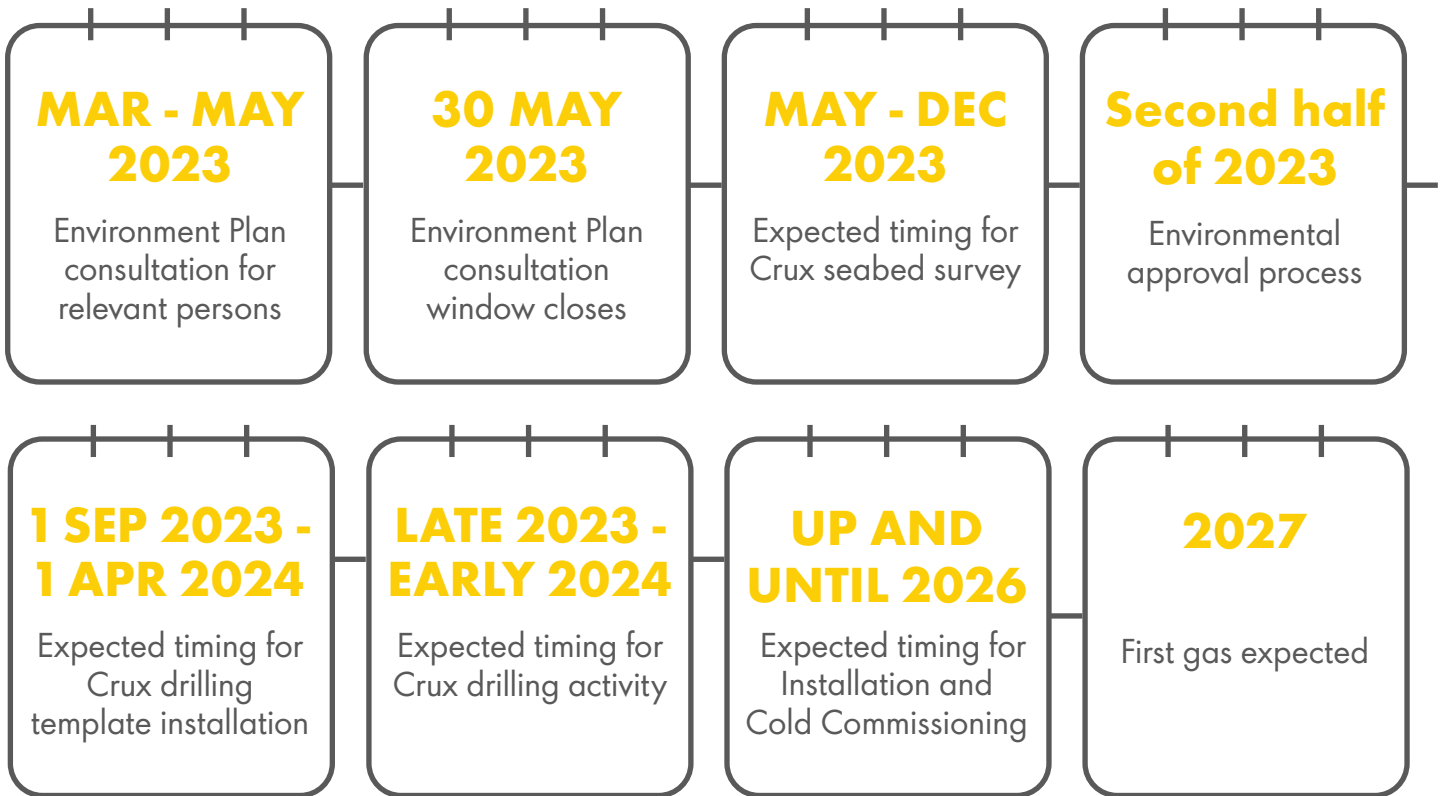 MAR - MAY
2023
Environment Plan
consultation for
relevant persons
30 MAY
2023
Environment Plan
consultation
window closes
MAY - DEC
2023
Expected timing for
Crux seabed survey
Second half
of 2023
Environmental
approval process
1 SEP 2023 -
1 APR 2024
Expected timing for
Crux drilling
template installation
LATE 2023 -
EARLY 2024
Expected timing for
Crux drilling activity
UP AND
UNTIL 2026
Expected timing for
Installation and
Cold Commissioning
2027
First gas expected